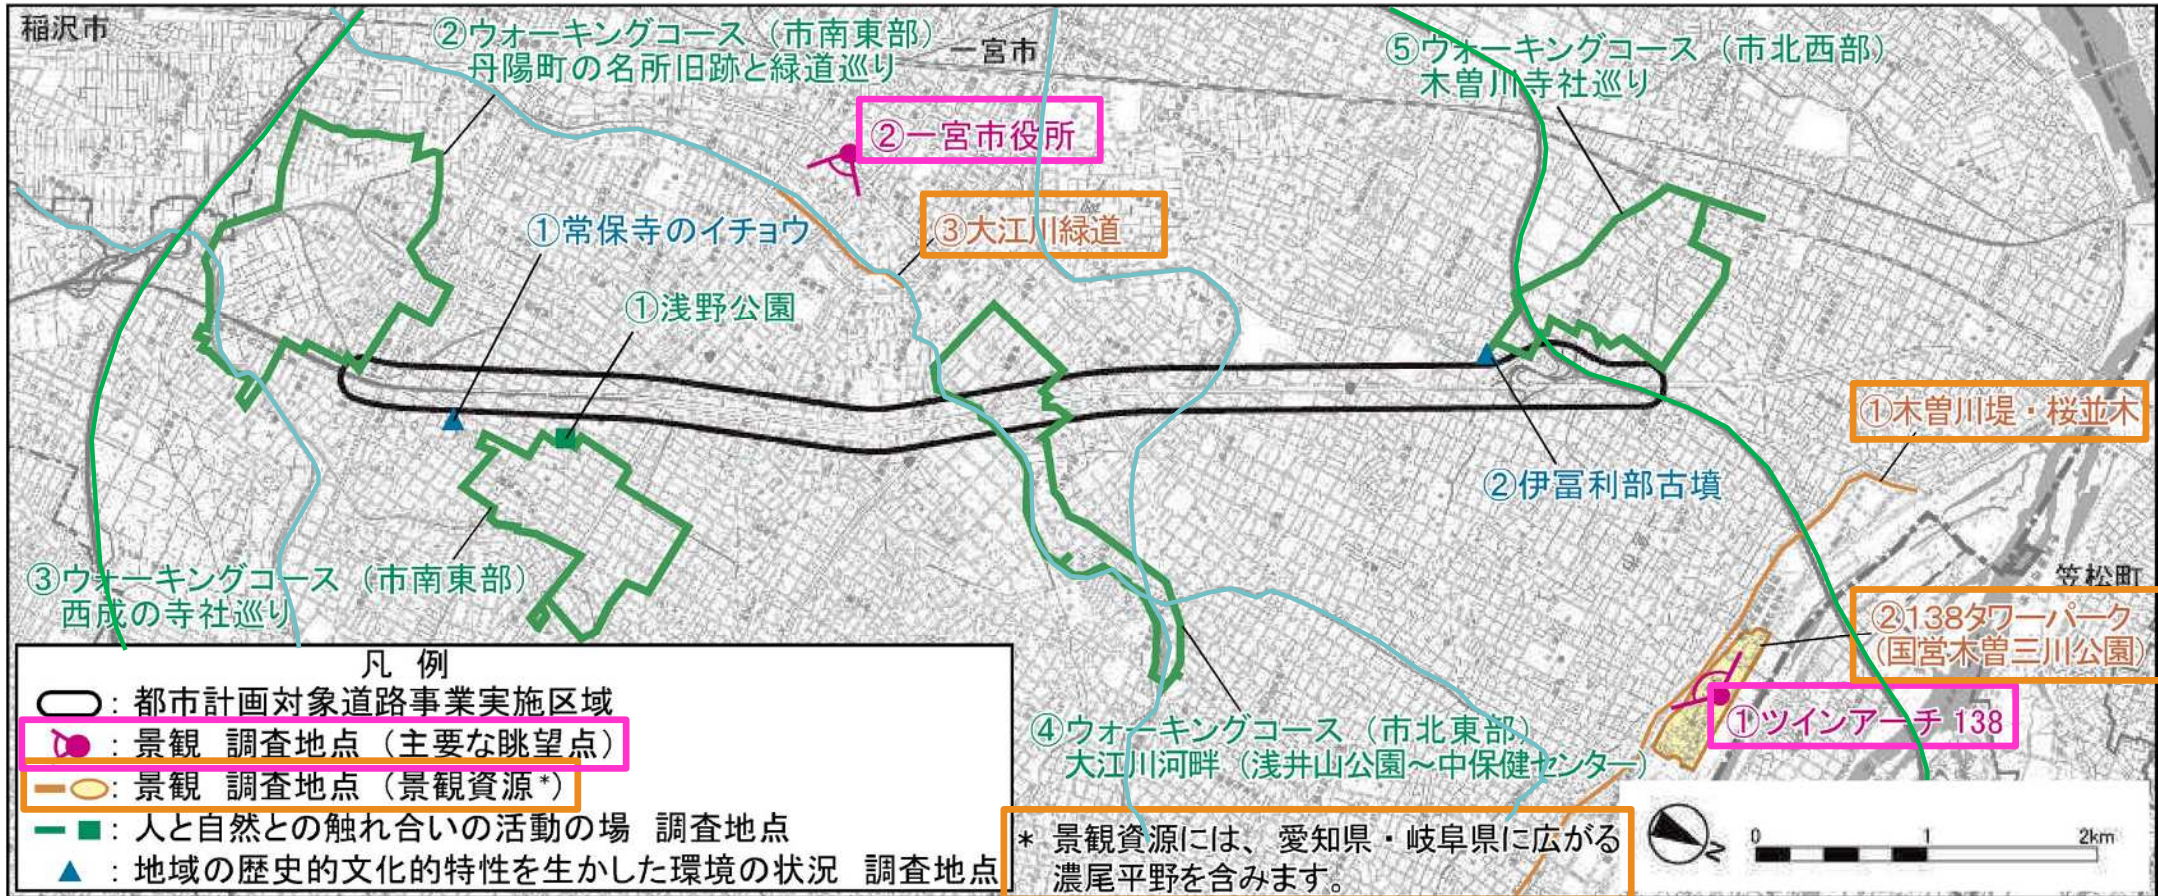 稲沢市
②ウォーキングコース（市南東部）
丹陽町の名所旧跡と緑道巡り
一宮市
⑤ウォーキングコース（市北西部）
木曽川寺社巡り
②一宮市役所
①常保寺のイチョウ
③大江川緑道
①浅野公園
①木曽川堤・桜並木
②伊冨利部古墳
③ウォーキングコース（市南東部）
西成の寺社巡り
笠松町
②138タワーパーク
（国営木曽三川公園）
①ツインアーチ 138
④ウォーキングコース（市北東部）
大江川河畔（浅井山公園～中保健センター）
凡 例
：都市計画対象道路事業実施区域
：景観 調査地点（主要な眺望点）
：景観 調査地点（景観資源*）
：人と自然との触れ合いの活動の場 調査地点
：地域の歴史的文化的特性を生かした環境の状況 調査地点
* 景観資源には、愛知県・岐阜県に広がる
濃尾平野を含みます。
N
0 1 2km